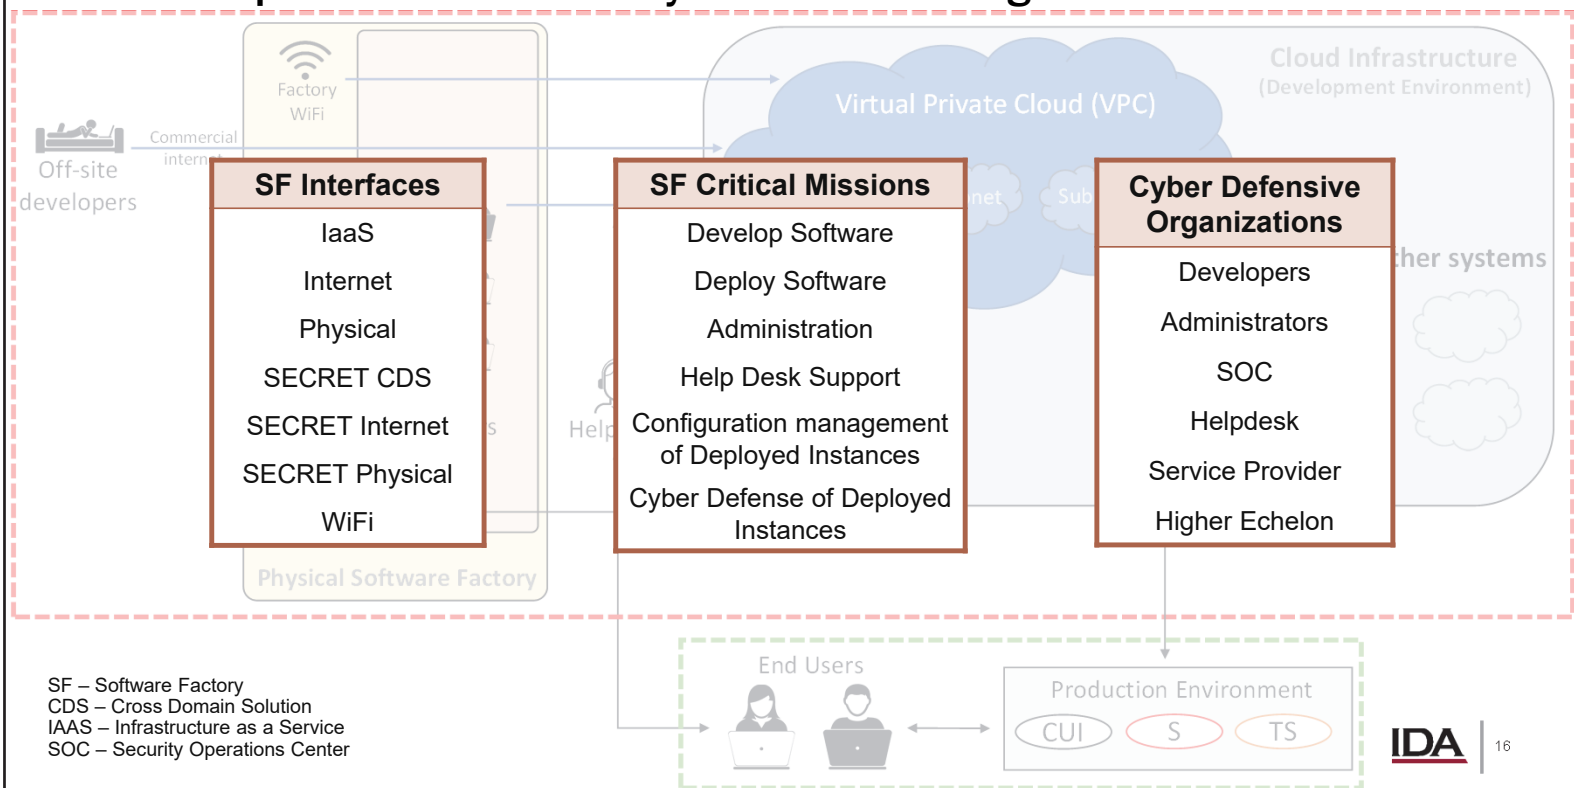 Factory
WiFi
Commercial
Off-site
developers
Cloud Infrastructure
(Development Environment)
Virtual Private Cloud (VPC)
SF Interfaces
IaaS
Internet
Physical
SECRET CDS
SECRET Internet
SECRET Physical
WiFi
SF Critical Missions
Develop Software
Deploy Software
Administration
Help Desk Support
Configuration management
of Deployed Instances
Cyber Defense of Deployed
Instances
Cyber Defensive
Organizations
Developers
Administrators
SOC
Helpdesk
Service Provider
Higher Echelon
systems
Physical Software Factory
End Users
Production Environment
CUI
S
TS
SF – Software Factory
CDS – Cross Domain Solution
IAAS – Infrastructure as a Service
SOC – Security Operations Center
IDA
16